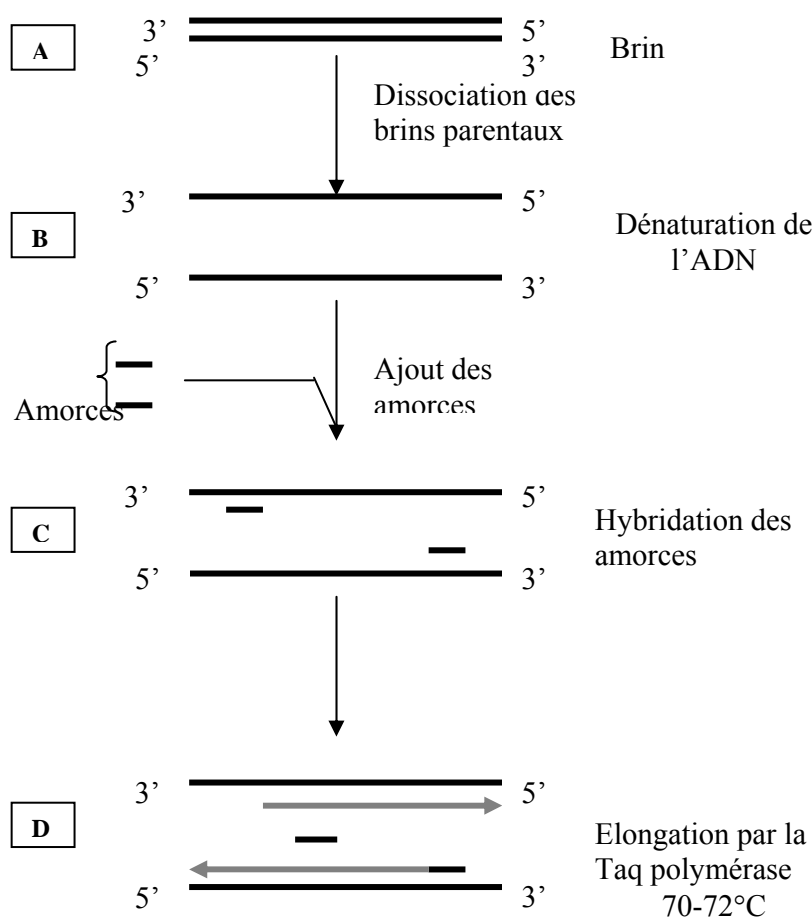 3’ 5’
A Brin
5’ 3’
Dissociation des
brins parentaux
3’ 5’
B Dénaturation de
l’ADN
5’ 3’
Ajout des
amorces
Amorces
3’ 5’
C Hybridation des
amorces
5’ 3’
3’ 5’
D Elongation par la
Taq polymérase
70-72°C
5’ 3’